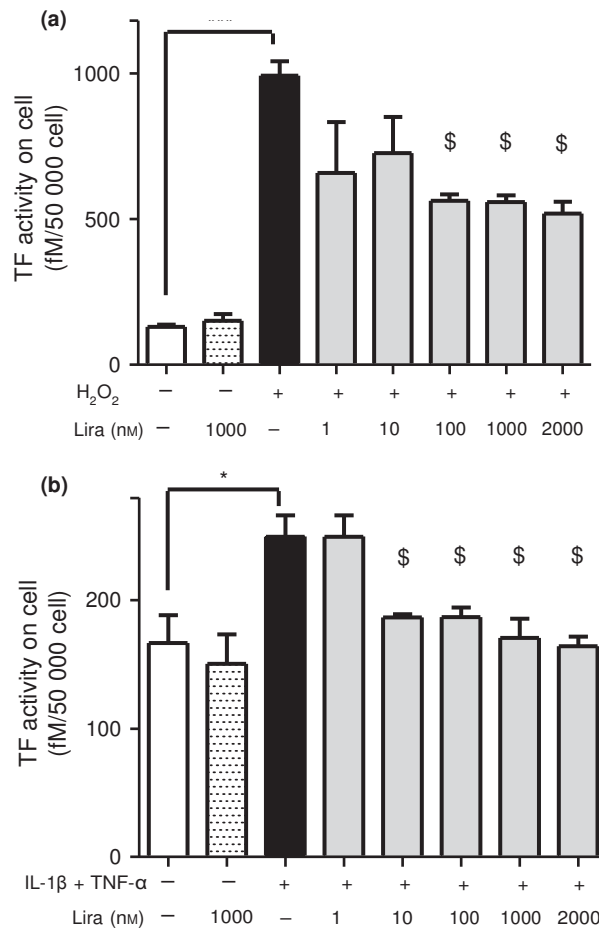 (a)
TF activity on cell
(fM/50 000 cell)
1000
500
0
$ $ $
H₂O₂ – – + + + + + +
Lira (nM) – 1000 – 1 10 100 1000 2000
(b)
*
TF activity on cell
(fM/50 000 cell)
200
100
0
$ $ $ $
IL-1β + TNF-α – – + + + + + +
Lira (nM) – 1000 – 1 10 100 1000 2000